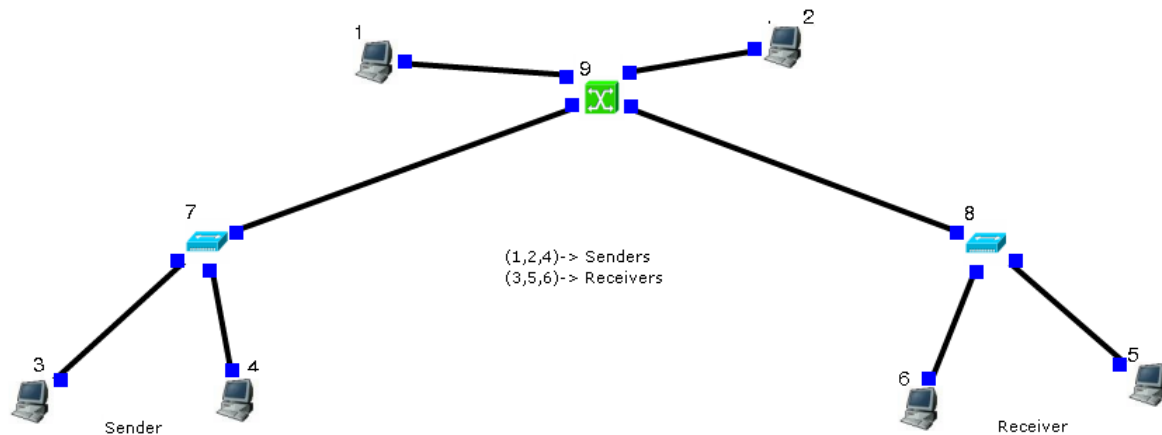 1
2
9
7
8
(1,2,4)-> Senders
(3,5,6)-> Receivers
3
4
6
5
Sender
Receiver